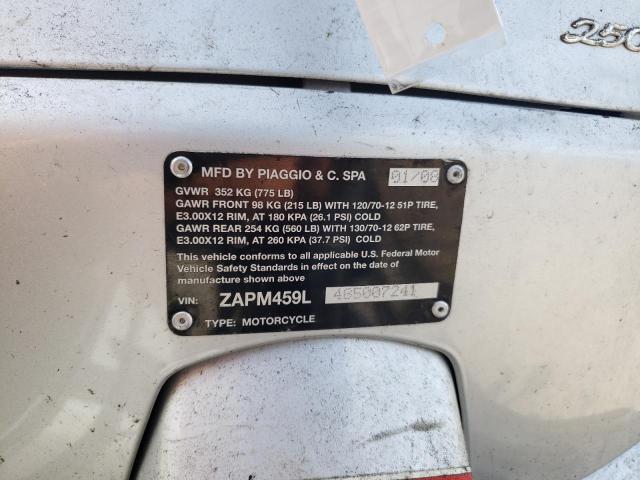 250
MFD BY PIAGGIO & C. SPA 01/08
GVWR 352 KG (775 LB)
GAWR FRONT 98 KG (215 LB) WITH 120/70-12 51P TIRE,
E3.00X12 RIM, AT 180 KPA (26.1 PSI) COLD
GAWR REAR 254 KG (560 LB) WITH 130/70-12 62P TIRE,
E3.00X12 RIM, AT 260 KPA (37.7 PSI) COLD
This vehicle conforms to all applicable U.S. Federal Motor
Vehicle Safety Standards in effect on the date of
manufacture shown above
VIN: ZAPM459L 485007241
TYPE: MOTORCYCLE